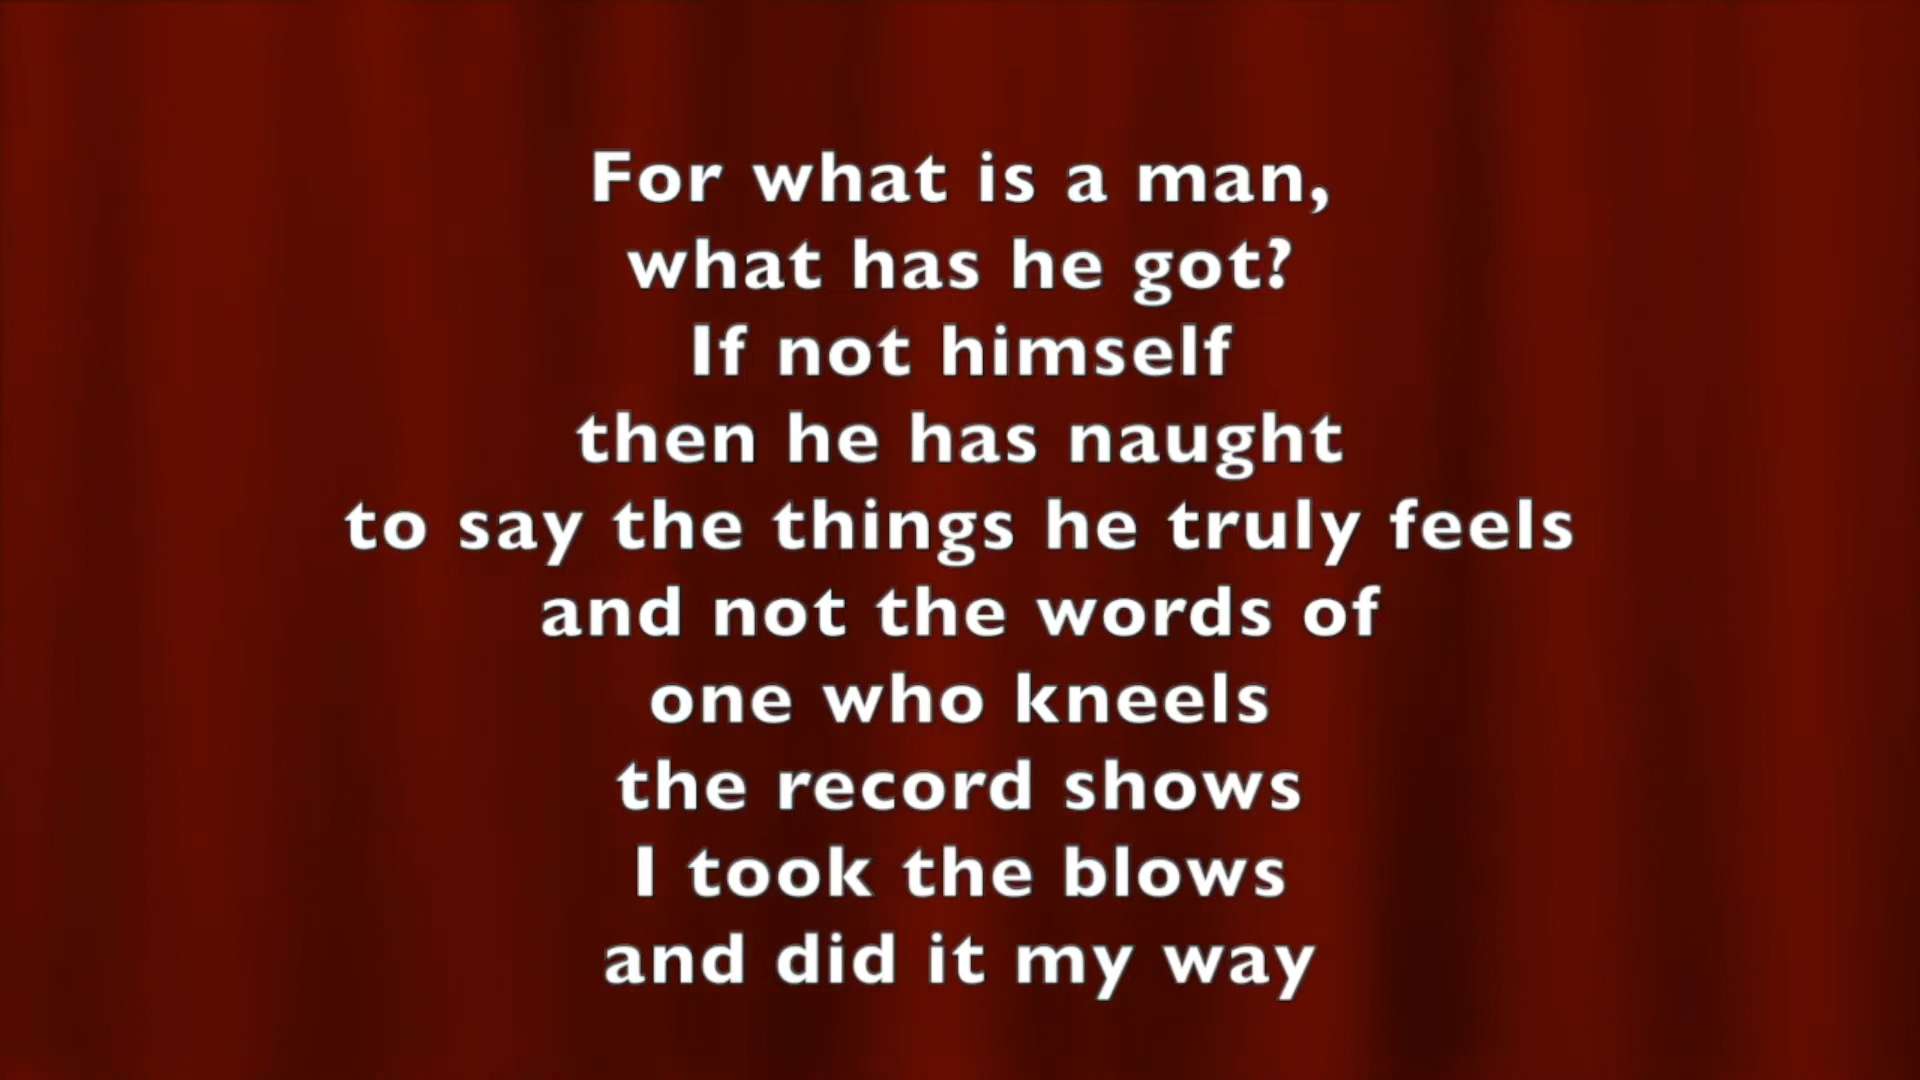 For what is a man,
what has he got?
If not himself
then he has naught
to say the things he truly feels
and not the words of
one who kneels
the record shows
I took the blows
and did it my way